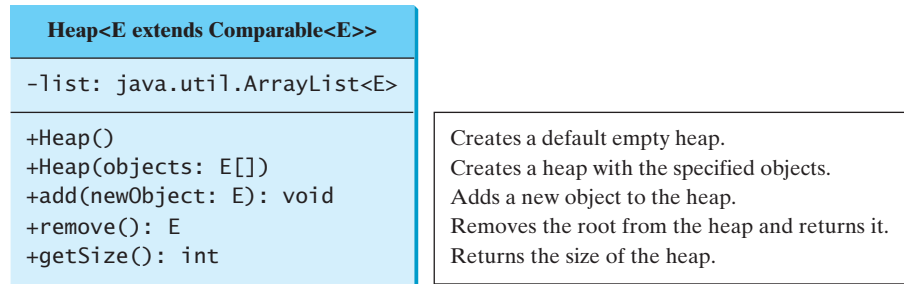 Heap<E extends Comparable<E>>
-list: java.util.ArrayList<E>
+Heap()
+Heap(objects: E[])
+add(newObject: E): void
+remove(): E
+getSize(): int
Creates a default empty heap.
Creates a heap with the specified objects.
Adds a new object to the heap.
Removes the root from the heap and returns it.
Returns the size of the heap.